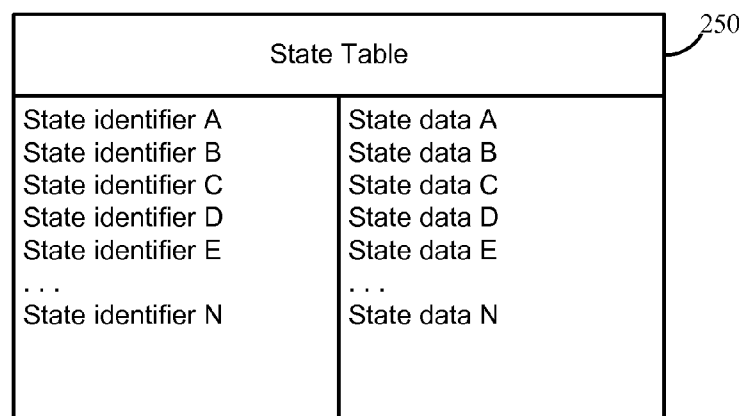 250
State Table
State identifier A
State identifier B
State identifier C
State identifier D
State identifier E
. . .
State identifier N
State data A
State data B
State data C
State data D
State data E
. . .
State data N